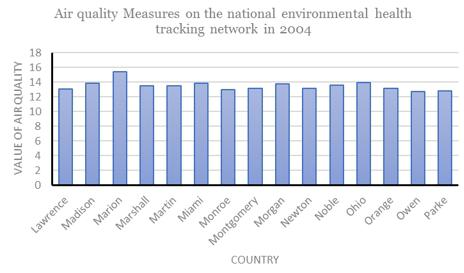 Air quality Measures on the national environmental health
tracking network in 2004
VALUE OF AIR QUALITY
18
16
14
12
10
8
6
4
2
0
Lawrence
Madison
Marion
Marshall
Martin
Miami
Monroe
Montgomery
Morgan
Newton
Noble
Ohio
Orange
Owen
Parke
COUNTRY